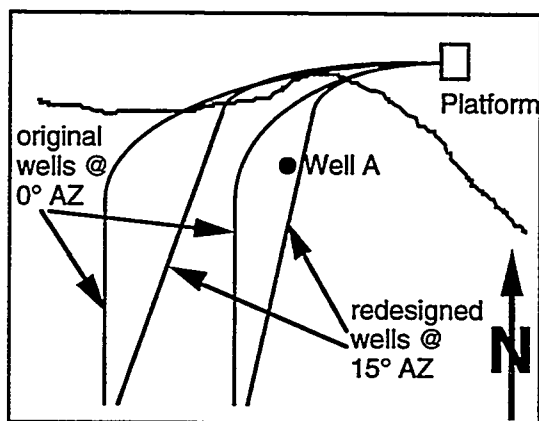 Platform
original
wells @
0° AZ
Well A
redesigned
wells @
15° AZ
N